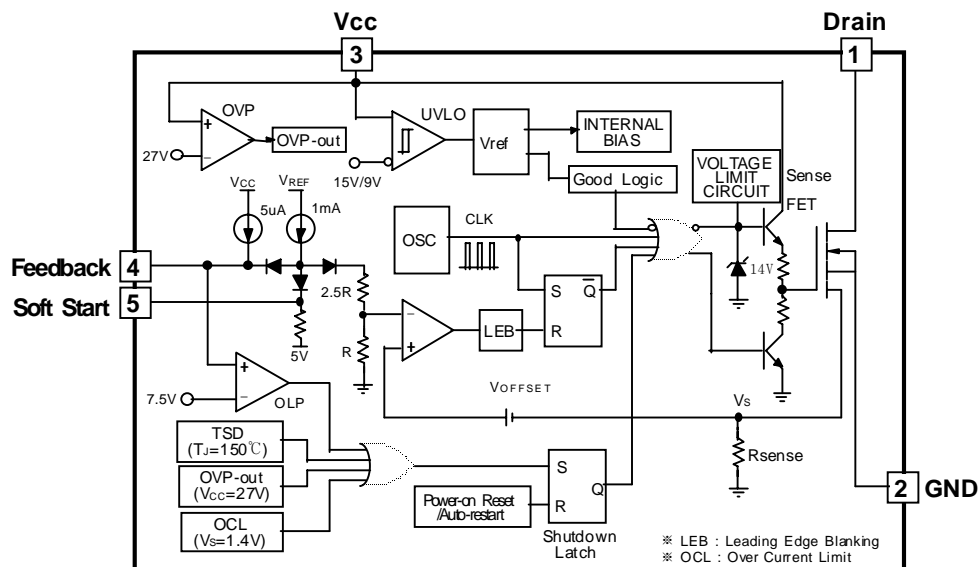 Vcc
Drain
3
1
OVP
+
−
27V
OVP-out
UVLO
15V/9V
Vref
INTERNAL
BIAS
Good Logic
VOLTAGE
LIMIT
CIRCUIT
Sense
FET
VCC
VREF
5uA
1mA
OSC
CLK
Feedback
4
Soft Start
5
2.5R
R
5V
−
+
LEB
S
Q
R
14V
7.5V
+
−
OLP
VOFFSET
VS
Rsense
TSD
(TJ=150℃)
OVP-out
(VCC=27V)
OCL
(VS=1.4V)
Power-on Reset
/Auto-restart
S
R
Q
Shutdown
Latch
2
GND
※ LEB : Leading Edge Blanking
※ OCL : Over Current Limit